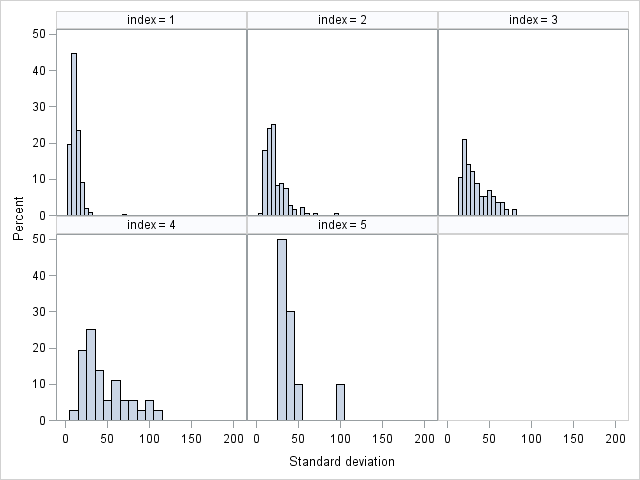 index = 1
index = 2
index = 3
50
40
30
20
10
0
Percent
index = 4
index = 5
50
40
30
20
10
0
0 50 100 150 200
0 50 100 150 200
0 50 100 150 200
Standard deviation